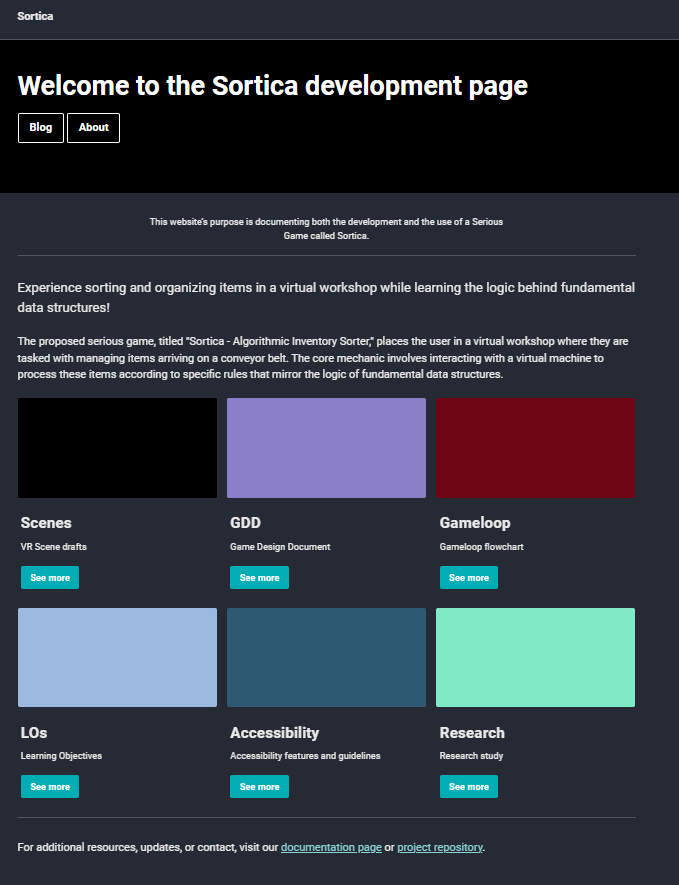 Sortica
Welcome to the Sortica development page
Blog About
This website's purpose is documenting both the development and the use of a Serious
Game called Sortica.
Experience sorting and organizing items in a virtual workshop while learning the logic behind fundamental
data structures!
The proposed serious game, titled "Sortica - Algorithmic Inventory Sorter," places the user in a virtual workshop where they are
tasked with managing items arriving on a conveyor belt. The core mechanic involves interacting with a virtual machine to
process these items according to specific rules that mirror the logic of fundamental data structures.
Scenes
VR Scene drafts
See more
GDD
Game Design Document
See more
Gameloop
Gameloop flowchart
See more
LOs
Learning Objectives
See more
Accessibility
Accessibility features and guidelines
See more
Research
Research study
See more
For additional resources, updates, or contact, visit our documentation page or project repository.